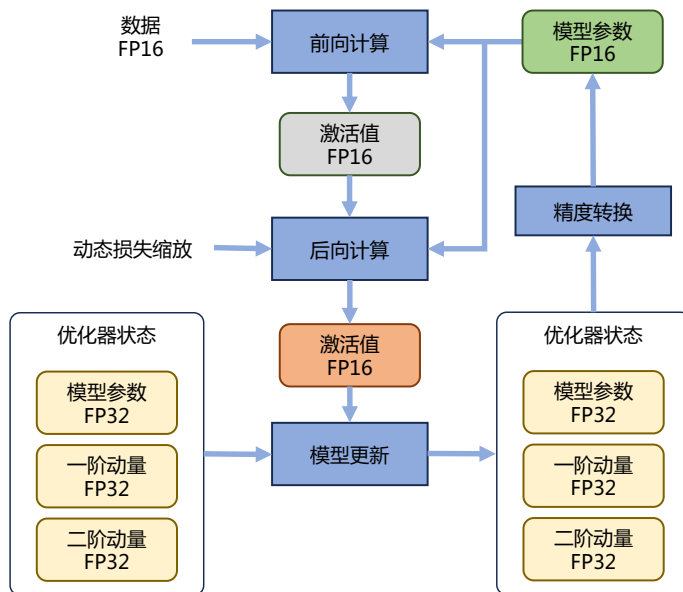 数据
FP16
前向计算
模型参数
FP16
激活值
FP16
精度转换
动态损失缩放
后向计算
优化器状态
激活值
FP16
优化器状态
模型参数
FP32
模型参数
FP32
一阶动量
FP32
模型更新
一阶动量
FP32
二阶动量
FP32
二阶动量
FP32